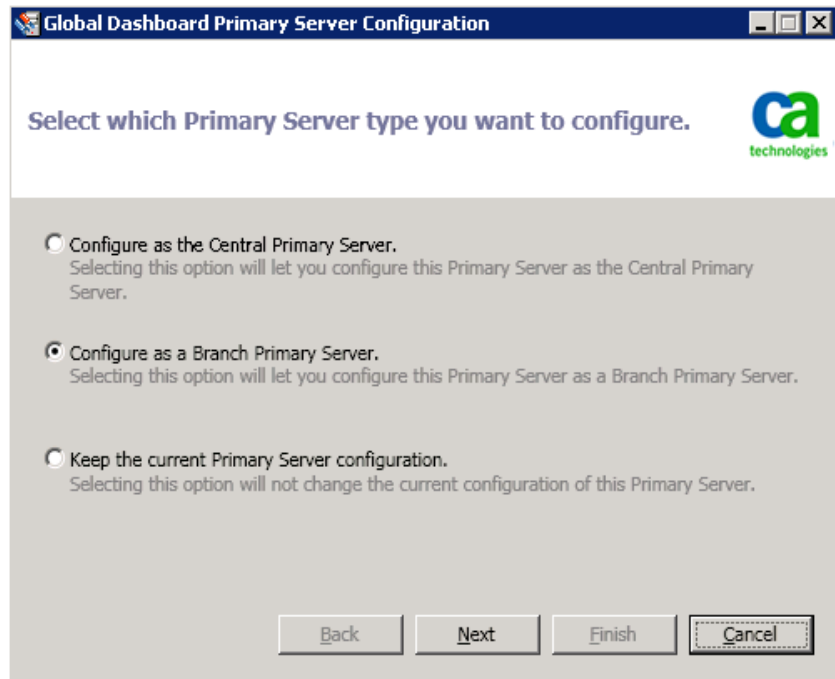 Global Dashboard Primary Server Configuration
Select which Primary Server type you want to configure.
ca
technologies
Configure as the Central Primary Server.
Selecting this option will let you configure this Primary Server as the Central Primary
Server.
Configure as a Branch Primary Server.
Selecting this option will let you configure this Primary Server as a Branch Primary Server.
Keep the current Primary Server configuration.
Selecting this option will not change the current configuration of this Primary Server.
Back Next Finish Cancel